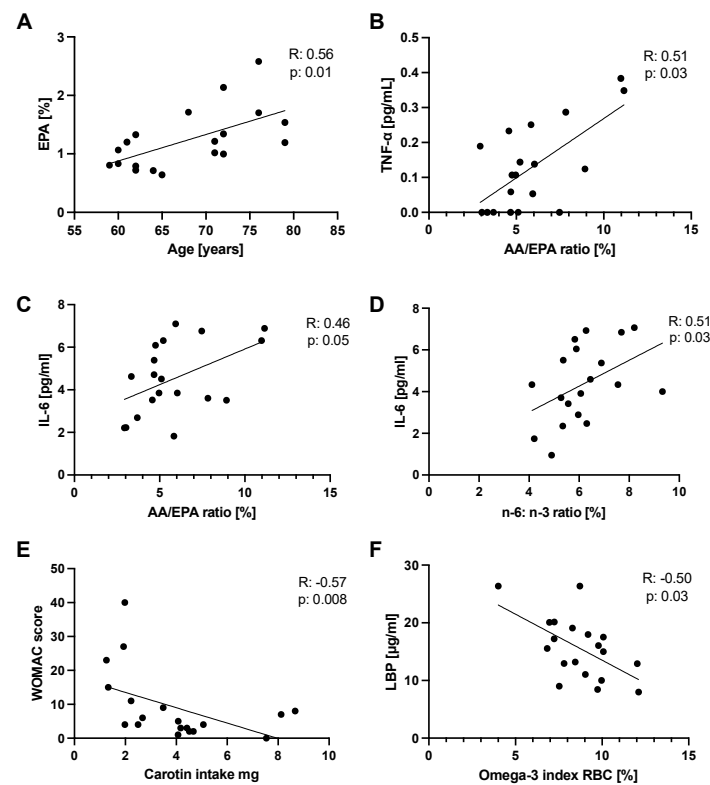 A
R: 0.56
p: 0.01
EPA [%]
3
2
1
0
55 60 65 70 75 80 85
Age [years]
B
R: 0.51
p: 0.03
TNF-α [pg/mL]
0.5
0.4
0.3
0.2
0.1
0.0
0 5 10 15
AA/EPA ratio [%]
C
R: 0.46
p: 0.05
IL-6 [pg/ml]
8
6
4
2
0
0 5 10 15
AA/EPA ratio [%]
D
R: 0.51
p: 0.03
IL-6 [pg/ml]
8
6
4
2
0
0 2 4 6 8 10
n-6: n-3 ratio [%]
E
R: -0.57
p: 0.008
WOMAC score
50
40
30
20
10
0
0 2 4 6 8 10
Carotin intake mg
F
R: -0.50
p: 0.03
LBP [µg/ml]
30
20
10
0
0 5 10 15
Omega-3 index RBC [%]